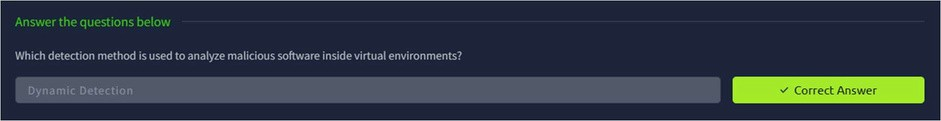 Answer the questions below
Which detection method is used to analyze malicious software inside virtual environments?
Dynamic Detection
✓ Correct Answer